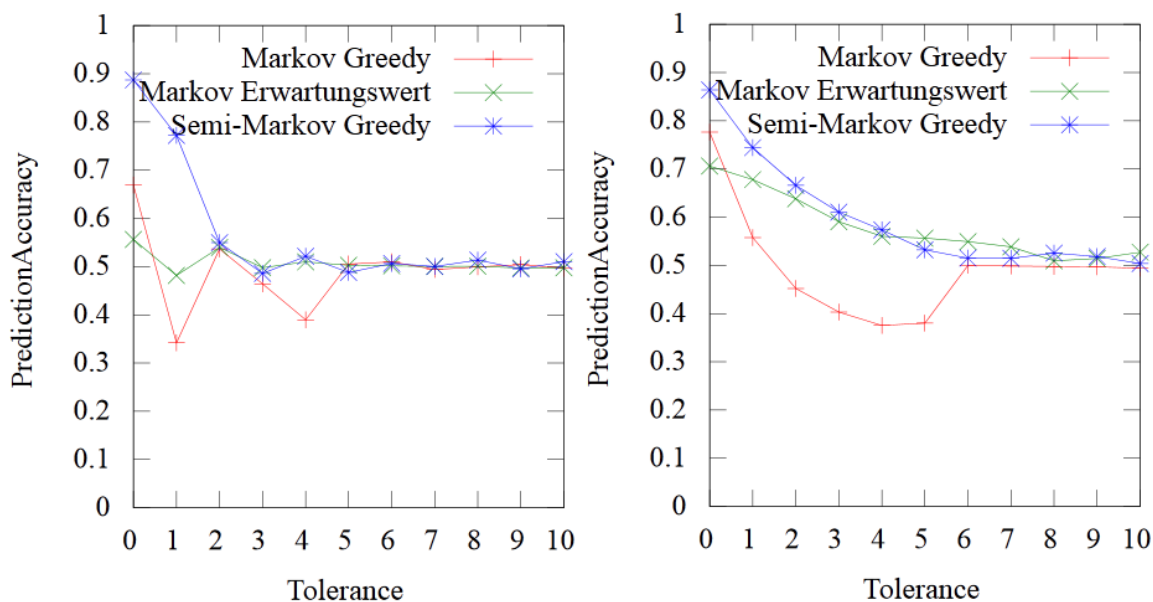 1
0.9
0.8
0.7
0.6
0.5
0.4
0.3
0.2
0.1
0
PredictionAccuracy
Markov Greedy
Markov Erwartungswert
Semi-Markov Greedy
0 1 2 3 4 5 6 7 8 9 10
Tolerance
1
0.9
0.8
0.7
0.6
0.5
0.4
0.3
0.2
0.1
0
PredictionAccuracy
Markov Greedy
Markov Erwartungswert
Semi-Markov Greedy
0 1 2 3 4 5 6 7 8 9 10
Tolerance